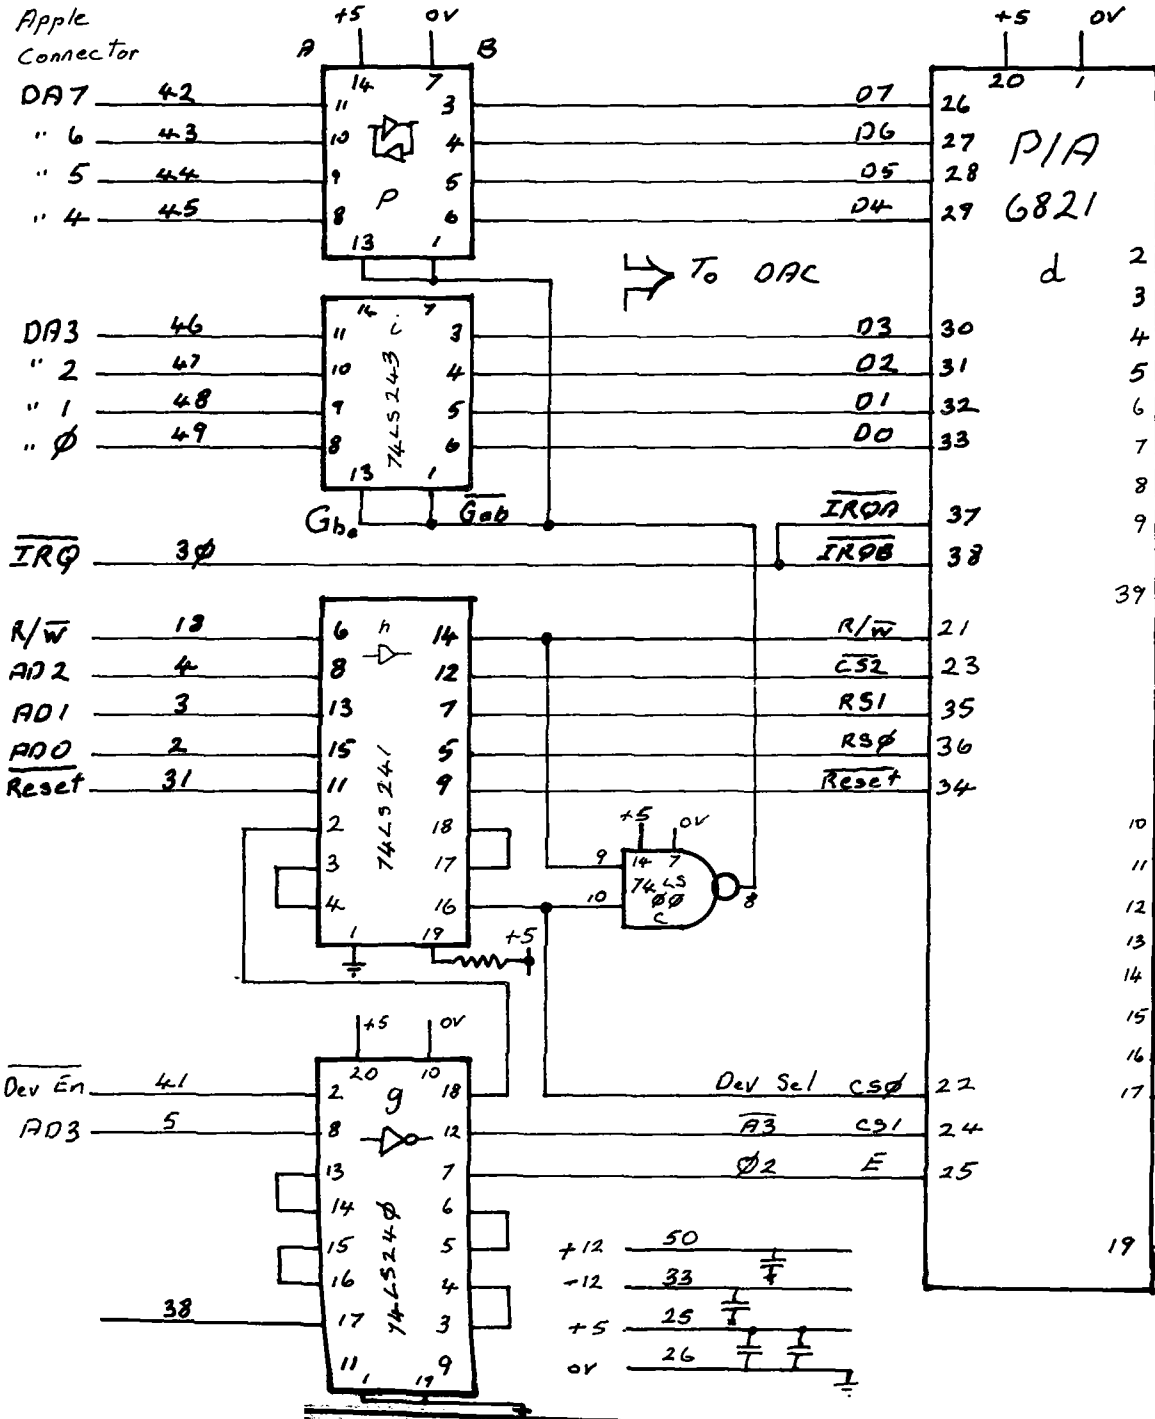 Apple
Connector
+5 0V
+5 0V
A B
14 7
20 1
DA7 42 11 3 D7 26
" 6 43 10 4 D6 27
" 5 44 9 5 D5 28
" 4 45 8 6 D4 29
P
13 1
PIA
6821
d
To DAC
14 i 7
DA3 46 11 3 D3 30
" 2 47 10 4 D2 31
" 1 48 9 5 D1 32
" Ø 49 8 6 D0 33
74LS243
13 1
Gba Gab
IRQA 37
IRQ 3Ø IRQB 38
2
3
4
5
6
7
8
9
39
h
R/W 18 6 14 R/W 21
AD2 4 8 12 CS2 23
AD1 3 13 7 RS1 35
AD0 2 15 5 RSØ 36
Reset 31 11 9 Reset 34
2 18
3 17
4 16
74LS241
1 19
+5
+5 0V
9 14 7
10 74LS
ØØ
C
8
10
11
12
13
14
15
16
17
+5 0V
20 10
g
Dev En 41 2 18 Dev Sel CSØ 22
AD3 5 8 12 A3 CS1 24
13 7 Ø2 E 25
14 6
15 5
16 4
38 17 3
11 9
74LS24Ø
1 19
+12 50
-12 33
+5 25
0V 26
19